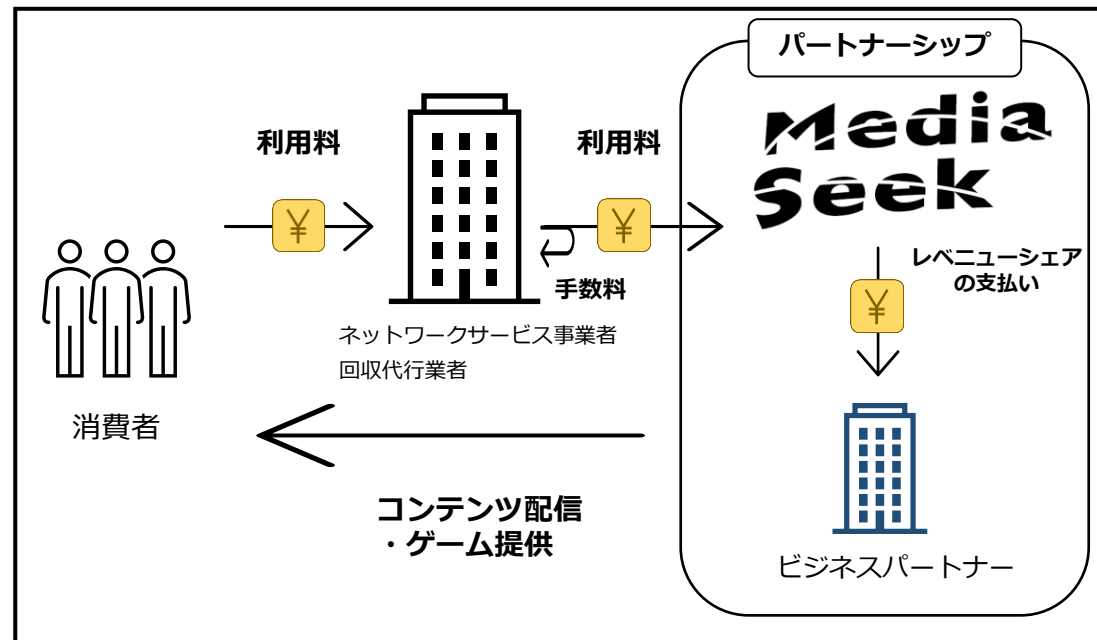 パートナーシップ
Media
Seek
利用料
利用料
¥
¥
手数料
レベニューシェア
の支払い
¥
ネットワークサービス事業者
回収代行業者
消費者
コンテンツ配信
・ゲーム提供
ビジネスパートナー